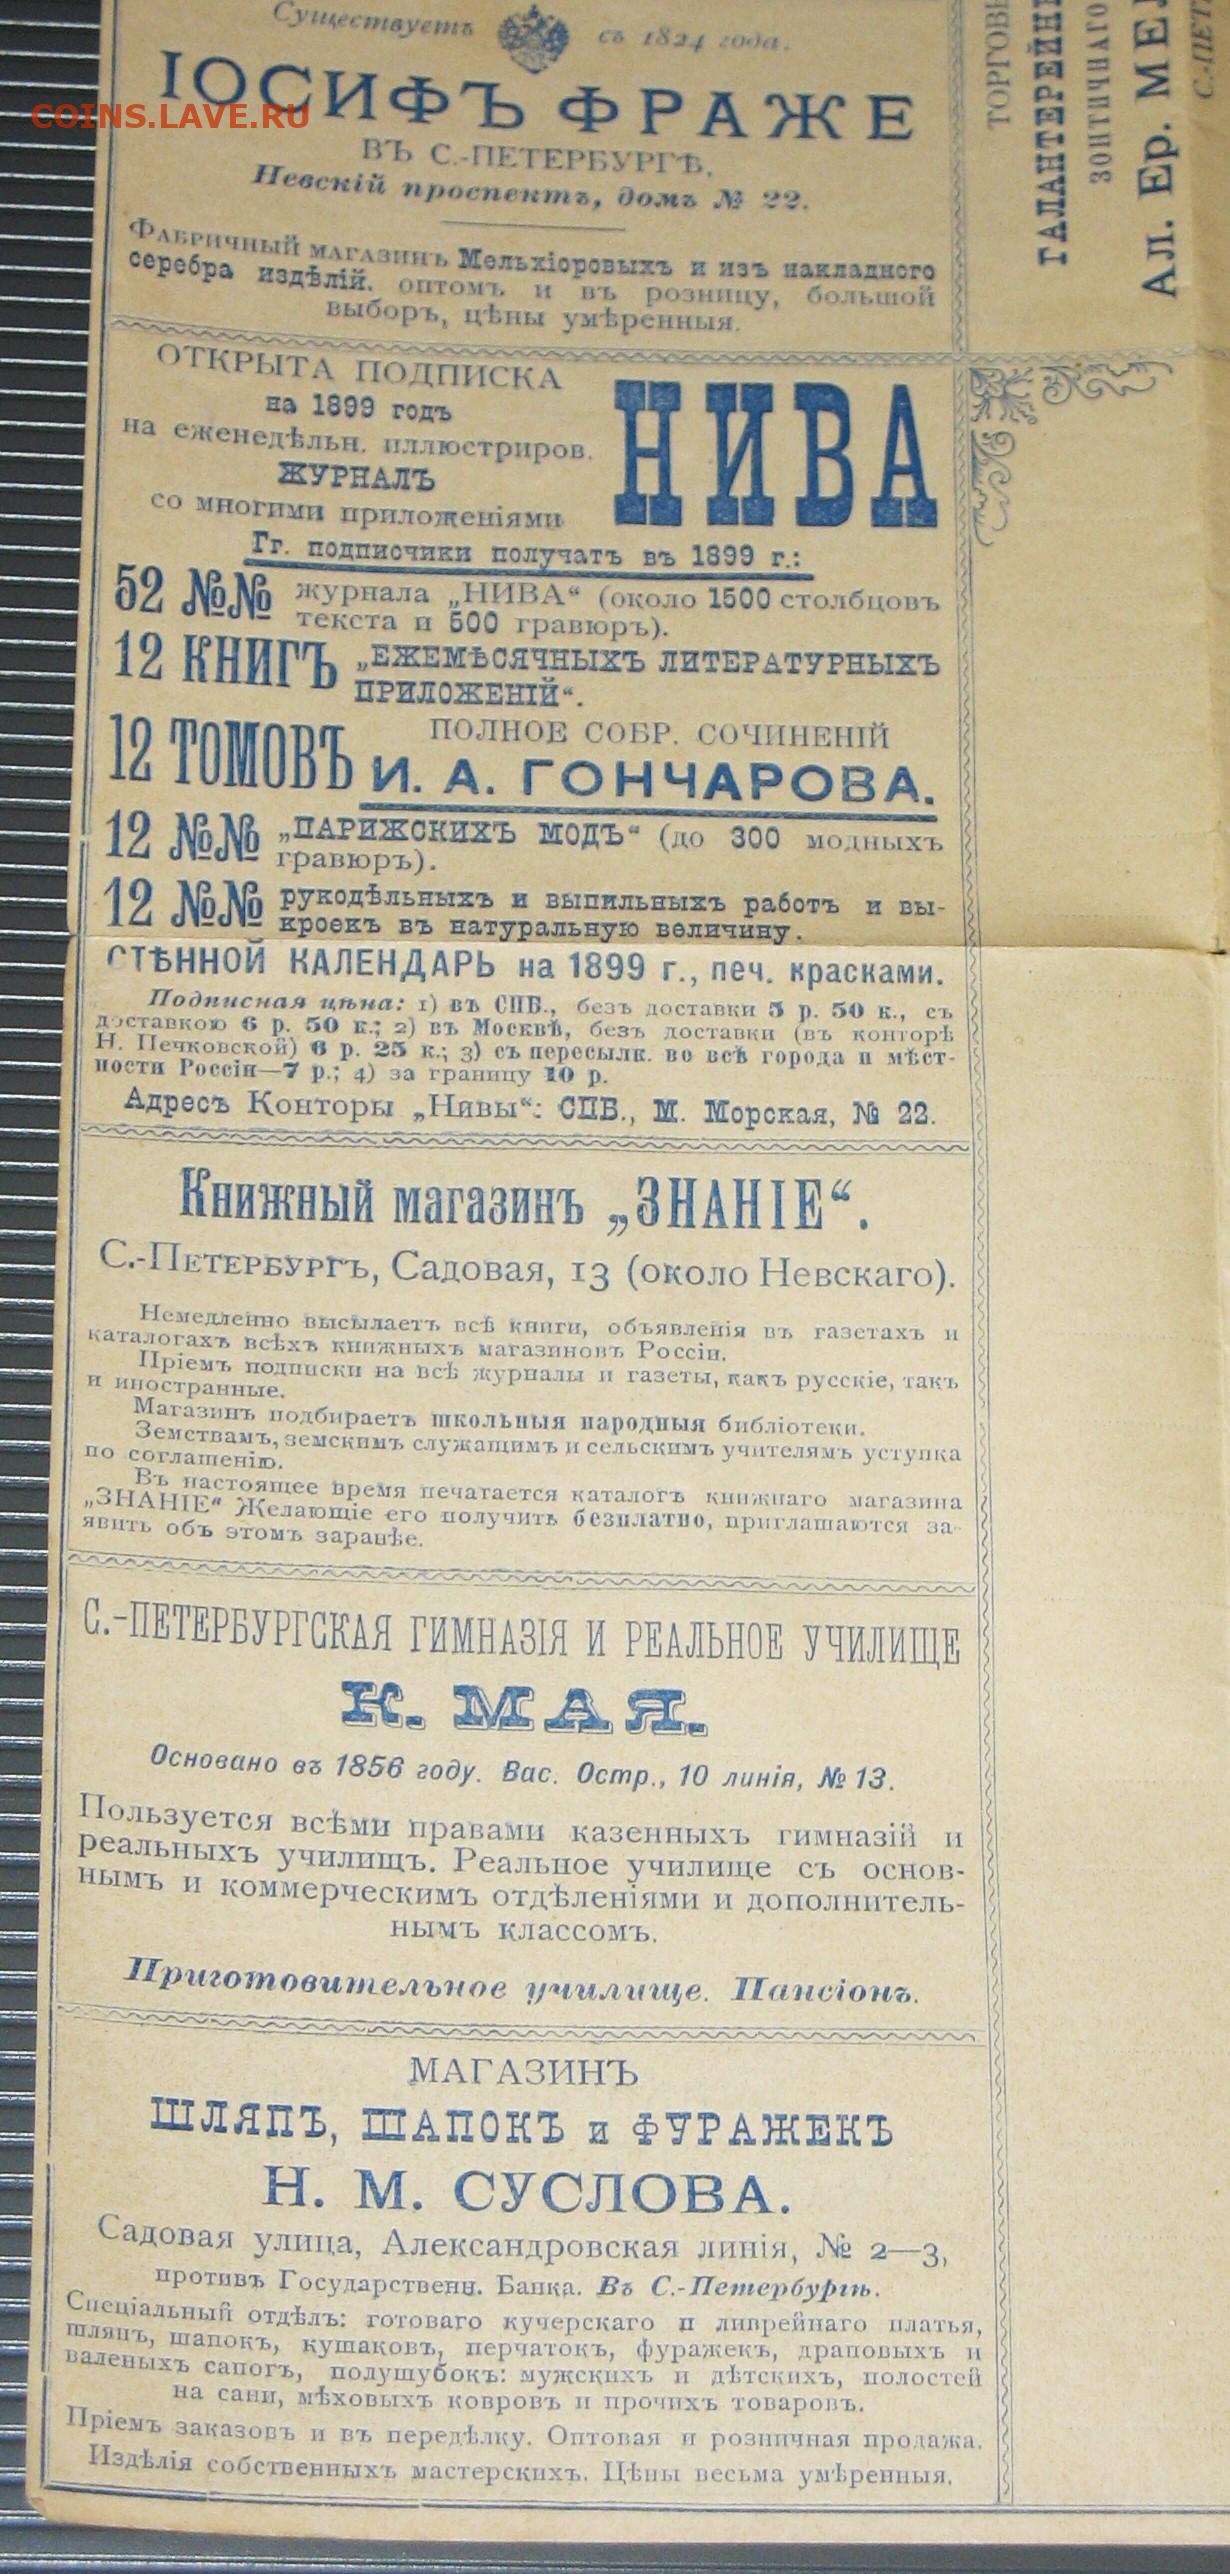 Существуетъ съ 1824 года.
COINS.LAVE.RU
ІОСИФЪ ФРАЖЕ
ВЪ С.-ПЕТЕРБУРГѢ,
Невскій проспектъ, домъ № 22.
Фабричный магазинъ Мельхіоровыхъ и изъ накладного
серебра издѣлій. оптомъ и въ розницу, большой
выборъ, цѣны умѣренныя.
ОТКРЫТА ПОДПИСКА
на 1899 годъ
на еженедѣльн. иллюстриров.
ЖУРНАЛЪ
со многими приложеніями
НИВА
Гг. подписчики получатъ въ 1899 г.:
52 №№ журнала „НИВА“ (около 1500 столбцовъ
текста и 500 гравюръ).
12 КНИГЪ „ЕЖЕМѢСЯЧНЫХЪ ЛИТЕРАТУРНЫХЪ
ПРИЛОЖЕНІЙ“.
12 ТОМОВЪ ПОЛНОЕ СОБР. СОЧИНЕНІЙ
И. А. ГОНЧАРОВА.
12 №№ „ПАРИЖСКИХЪ МОДЪ“ (до 300 модныхъ
гравюръ).
12 №№ рукодѣльныхъ и выпильныхъ работъ и вы-
кроекъ въ натуральную величину.
СТѢННОЙ КАЛЕНДАРЬ на 1899 г., печ. красками.
Подписная цѣна: 1) въ СПБ., безъ доставки 5 р. 50 к., съ
доставкою 6 р. 50 к.; 2) въ Москвѣ, безъ доставки (въ конторѣ
Н. Печковской) 6 р. 25 к.; 3) съ пересылк. во всѣ города и мѣст-
ности Россіи—7 р.; 4) за границу 10 р.
Адресъ Конторы „Нивы“: СПБ., М. Морская, № 22.
Книжный магазинъ „ЗНАНІЕ“.
С.-Петербургъ, Садовая, 13 (около Невскаго).
Немедленно высылаетъ всѣ книги, объявленія въ газетахъ и
каталогахъ всѣхъ книжныхъ магазиновъ Россіи.
Пріемъ подписки на всѣ журналы и газеты, какъ русскіе, такъ
и иностранные.
Магазинъ подбираетъ школьныя народныя библіотеки.
Земствамъ, земскимъ служащимъ и сельскимъ учителямъ уступка
по соглашенію.
Въ настоящее время печатается каталогъ книжнаго магазина
„ЗНАНІЕ“ Желающіе его получить безплатно, приглашаются за-
явить объ этомъ заранѣе.
С.-ПЕТЕРБУРГСКАЯ ГИМНАЗІЯ И РЕАЛЬНОЕ УЧИЛИЩЕ
К. МАЯ.
Основано въ 1856 году. Вас. Остр., 10 линія, № 13.
Пользуется всѣми правами казенныхъ гимназій и
реальныхъ училищъ. Реальное училище съ основ-
нымъ и коммерческимъ отдѣленіями и дополнитель-
нымъ классомъ.
Приготовительное училище. Пансіонъ.
МАГАЗИНЪ
ШЛЯПЪ, ШАПОКЪ и ФУРАЖЕКЪ
Н. М. СУСЛОВА.
Садовая улица, Александровская линія, № 2—3,
противъ Государственн. Банка. Въ С.-Петербургѣ.
Спеціальный отдѣлъ: готоваго кучерскаго и ливрейнаго платья,
шляпъ, шапокъ, кушаковъ, перчатокъ, фуражекъ, драповыхъ и
валеныхъ сапогъ, полушубокъ: мужскихъ и дѣтскихъ, полостей
на сани, мѣховыхъ ковровъ и прочихъ товаровъ.
Пріемъ заказовъ и въ передѣлку. Оптовая и розничная продажа.
Издѣлія собственныхъ мастерскихъ. Цѣны весьма умѣренныя.
ГАЛАНТЕРЕЙН
ЗОНТИЧНАГО
Ал. Ер. МЕ